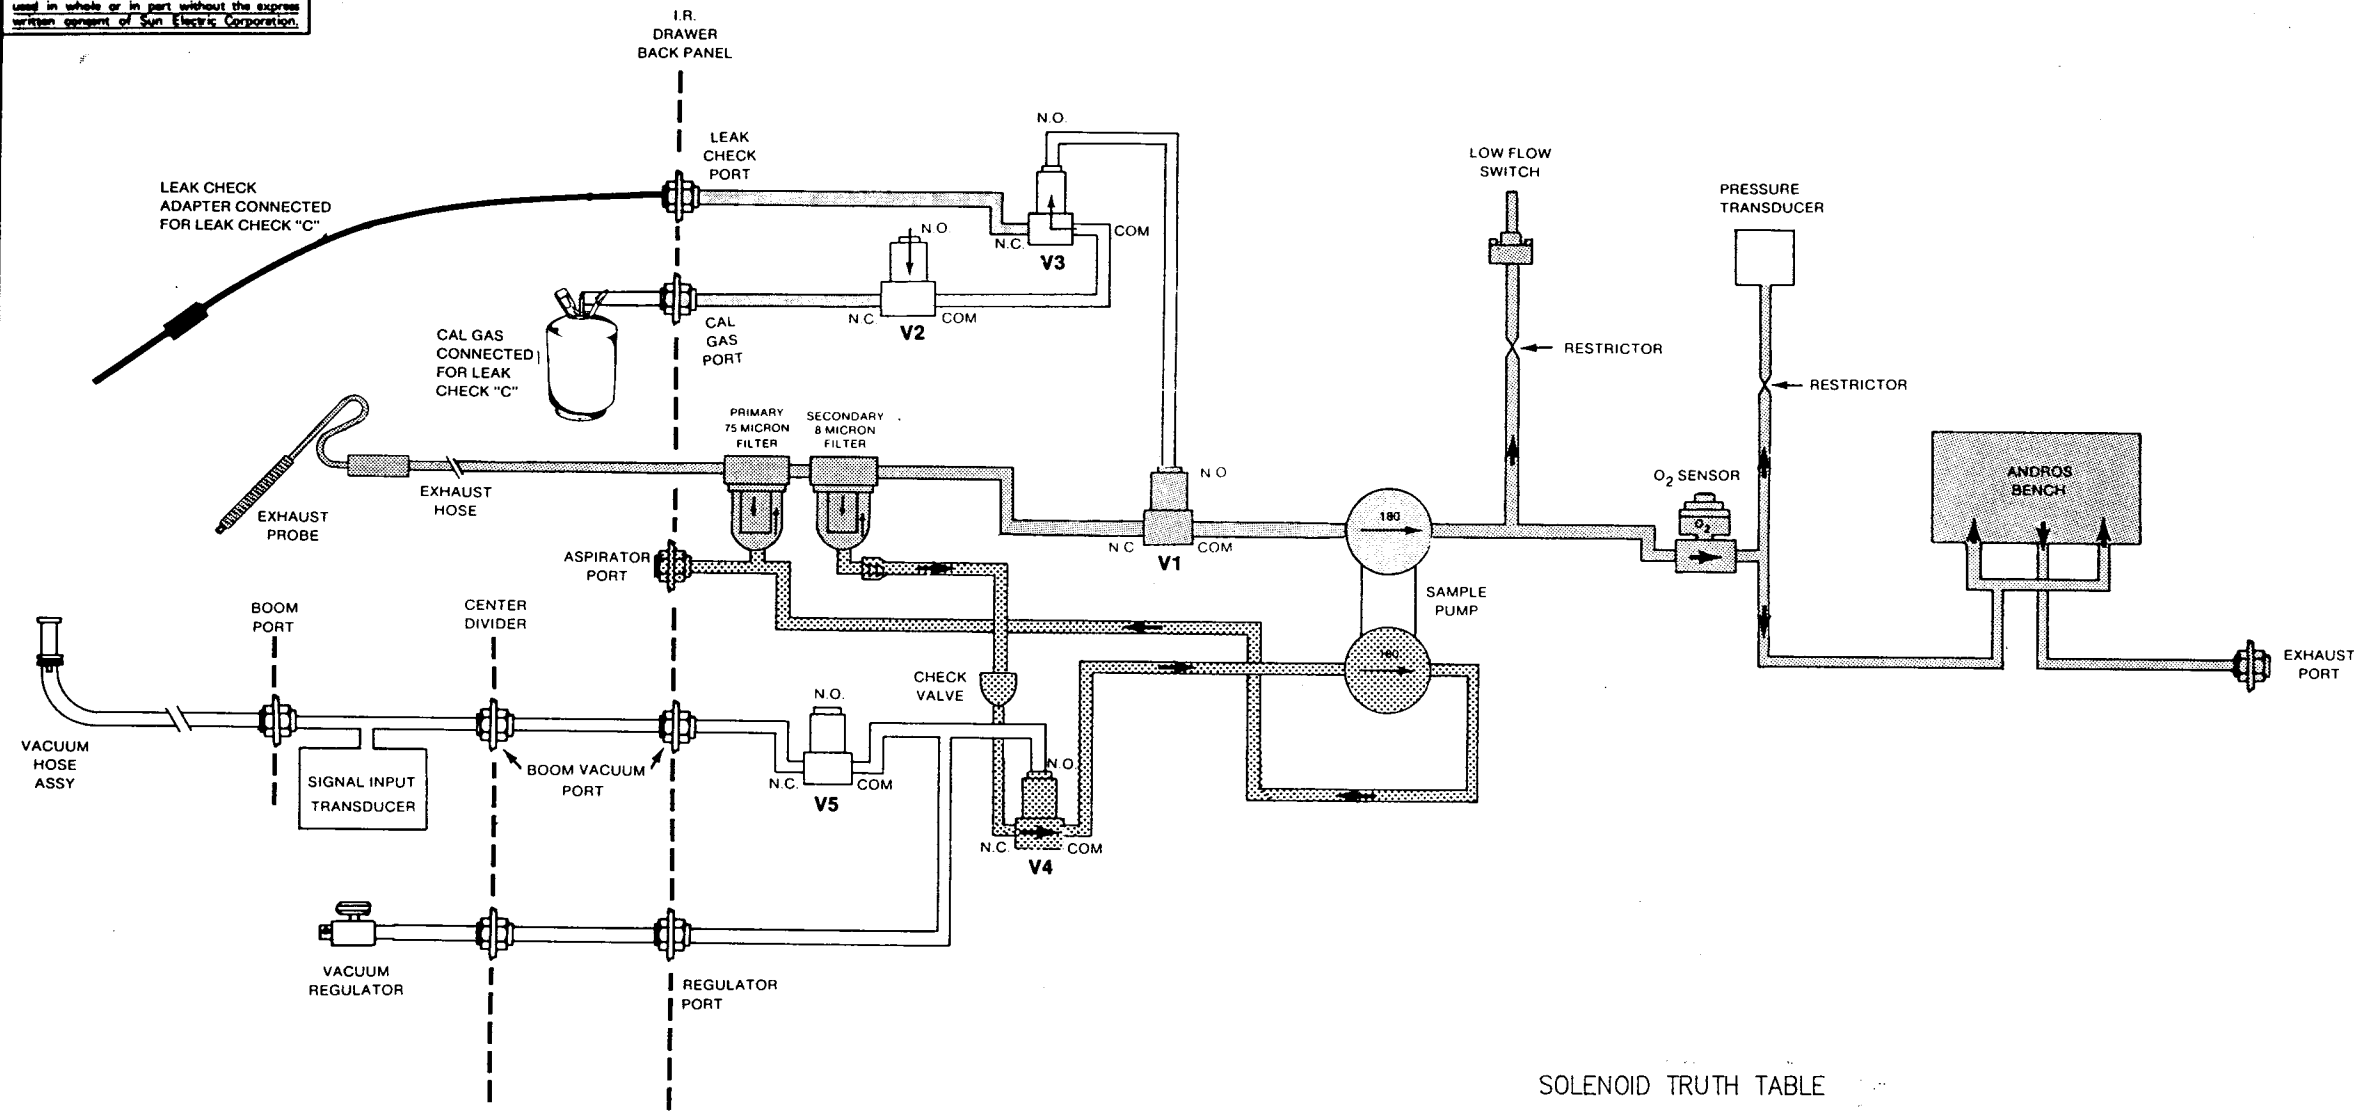 used in whole or in part without the express
written consent of Sun Electric Corporation.
I.R.
DRAWER
BACK PANEL
LEAK
CHECK
PORT
N.O.
LEAK CHECK
ADAPTER CONNECTED
FOR LEAK CHECK "C"
N.O.
N.C.
COM
V3
LOW FLOW
SWITCH
PRESSURE
TRANSDUCER
CAL GAS
CONNECTED
FOR LEAK
CHECK "C"
CAL
GAS
PORT
N.C.
COM
V2
RESTRICTOR
RESTRICTOR
PRIMARY
75 MICRON
FILTER
SECONDARY
8 MICRON
FILTER
EXHAUST
HOSE
EXHAUST
PROBE
N O
N C
COM
V1
180
O2 SENSOR
O2
ANDROS
BENCH
ASPIRATOR
PORT
SAMPLE
PUMP
180
BOOM
PORT
CENTER
DIVIDER
CHECK
VALVE
EXHAUST
PORT
VACUUM
HOSE
ASSY
SIGNAL INPUT
TRANSDUCER
BOOM VACUUM
PORT
N.O.
N.C.
COM
V5
N.O.
N.C.
COM
V4
VACUUM
REGULATOR
REGULATOR
PORT
SOLENOID TRUTH TABLE